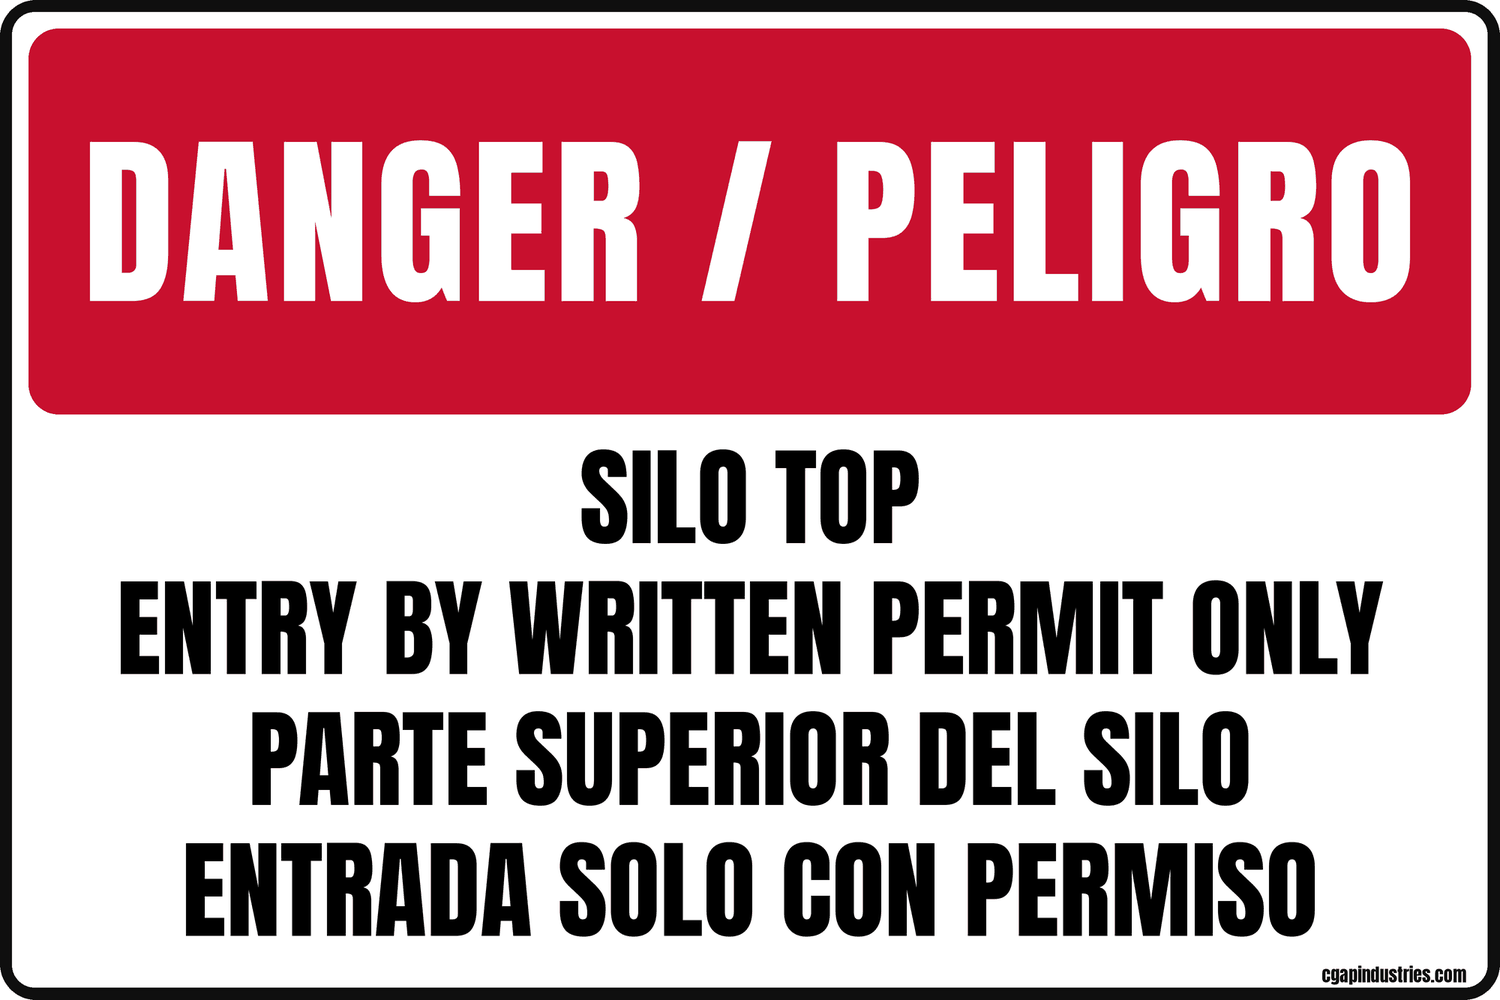 DANGER / PELIGRO
SILO TOP
ENTRY BY WRITTEN PERMIT ONLY
PARTE SUPERIOR DEL SILO
ENTRADA SOLO CON PERMISO
cgapindustries.com